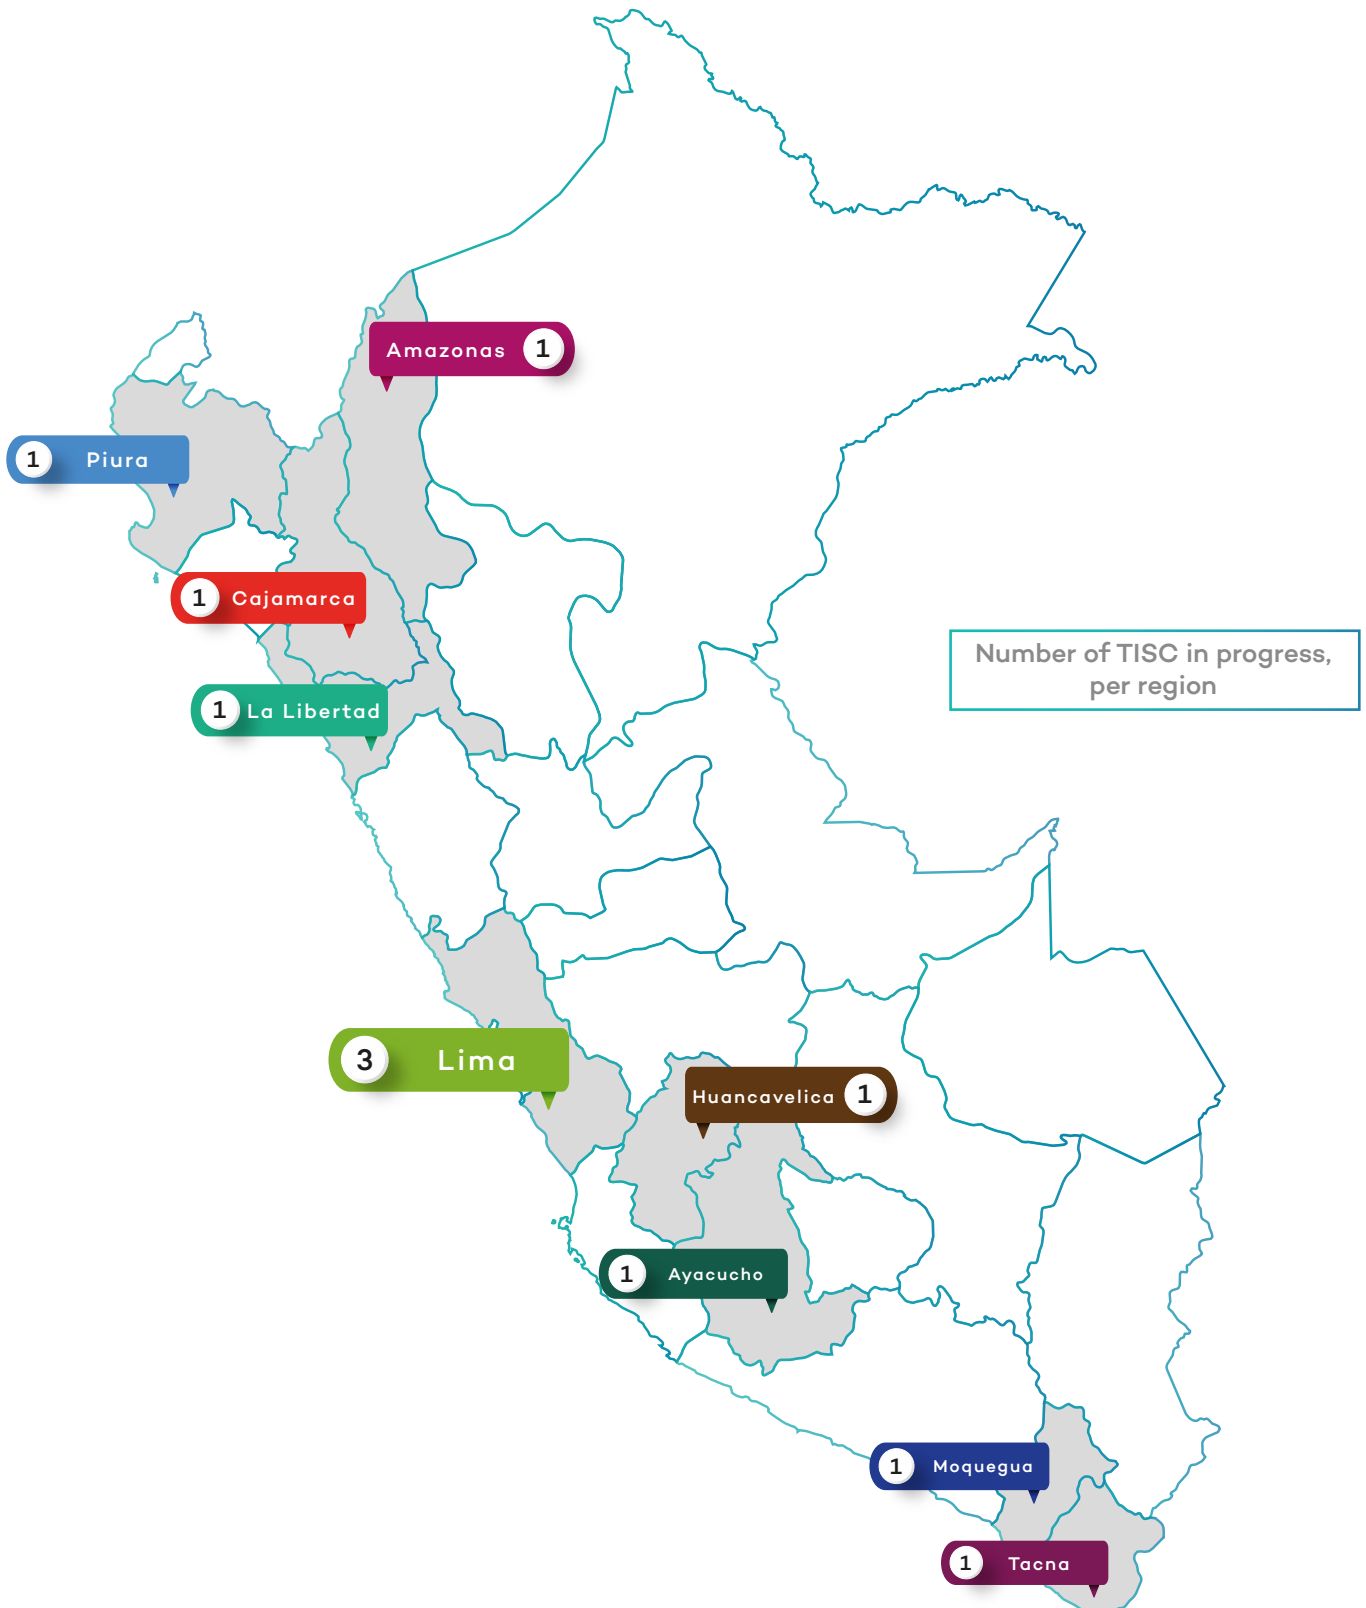 Amazonas 1
1 Piura
1 Cajamarca
Number of TISC in progress,
per region
1 La Libertad
3 Lima
Huancavelica 1
1 Ayacucho
1 Moquegua
1 Tacna